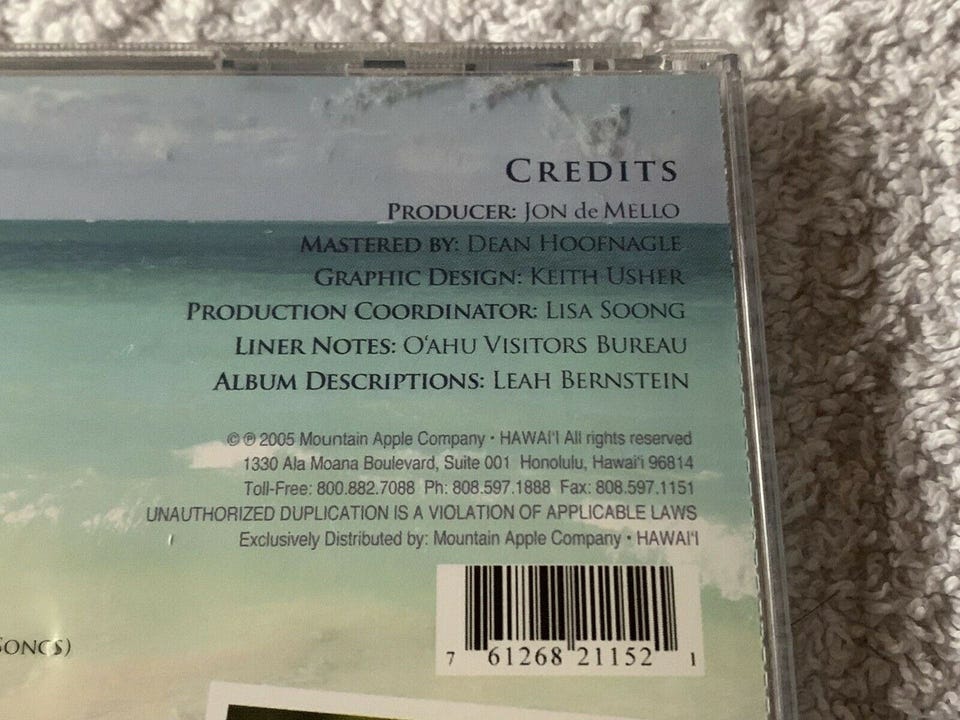 CREDITS
PRODUCER: JON de MELLO
MASTERED BY: DEAN HOOFNAGLE
GRAPHIC DESIGN: KEITH USHER
PRODUCTION COORDINATOR: LISA SOONG
LINER NOTES: O‘AHU VISITORS BUREAU
ALBUM DESCRIPTIONS: LEAH BERNSTEIN
© ℗ 2005 Mountain Apple Company • HAWAI‘I All rights reserved
1330 Ala Moana Boulevard, Suite 001 Honolulu, Hawai‘i 96814
Toll-Free: 800.882.7088 Ph: 808.597.1888 Fax: 808.597.1151
UNAUTHORIZED DUPLICATION IS A VIOLATION OF APPLICABLE LAWS
Exclusively Distributed by: Mountain Apple Company • HAWAI‘I
SONGS)
7 61268 21152 1